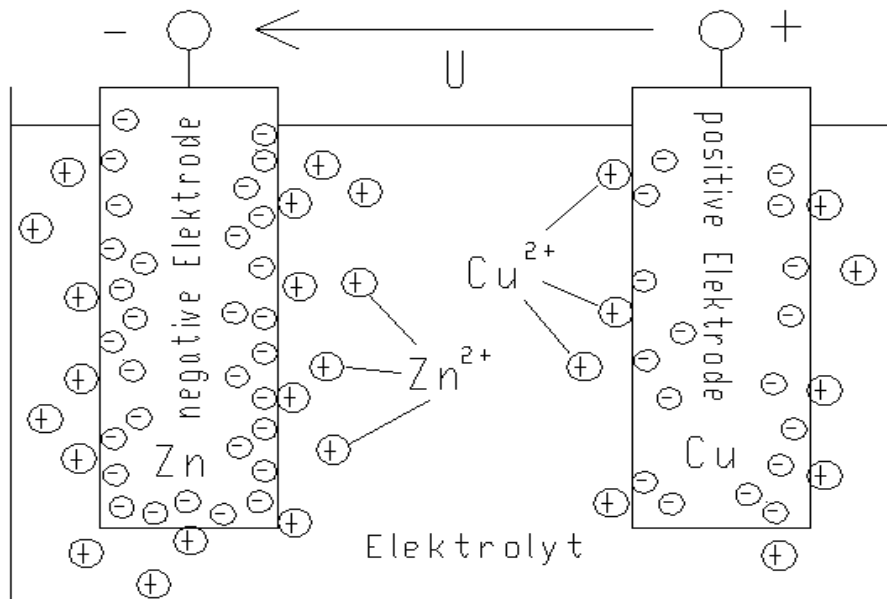 - +
U
negative Elektrode
Zn
Zn²⁺
Cu²⁺
positive Elektrode
Cu
Elektrolyt